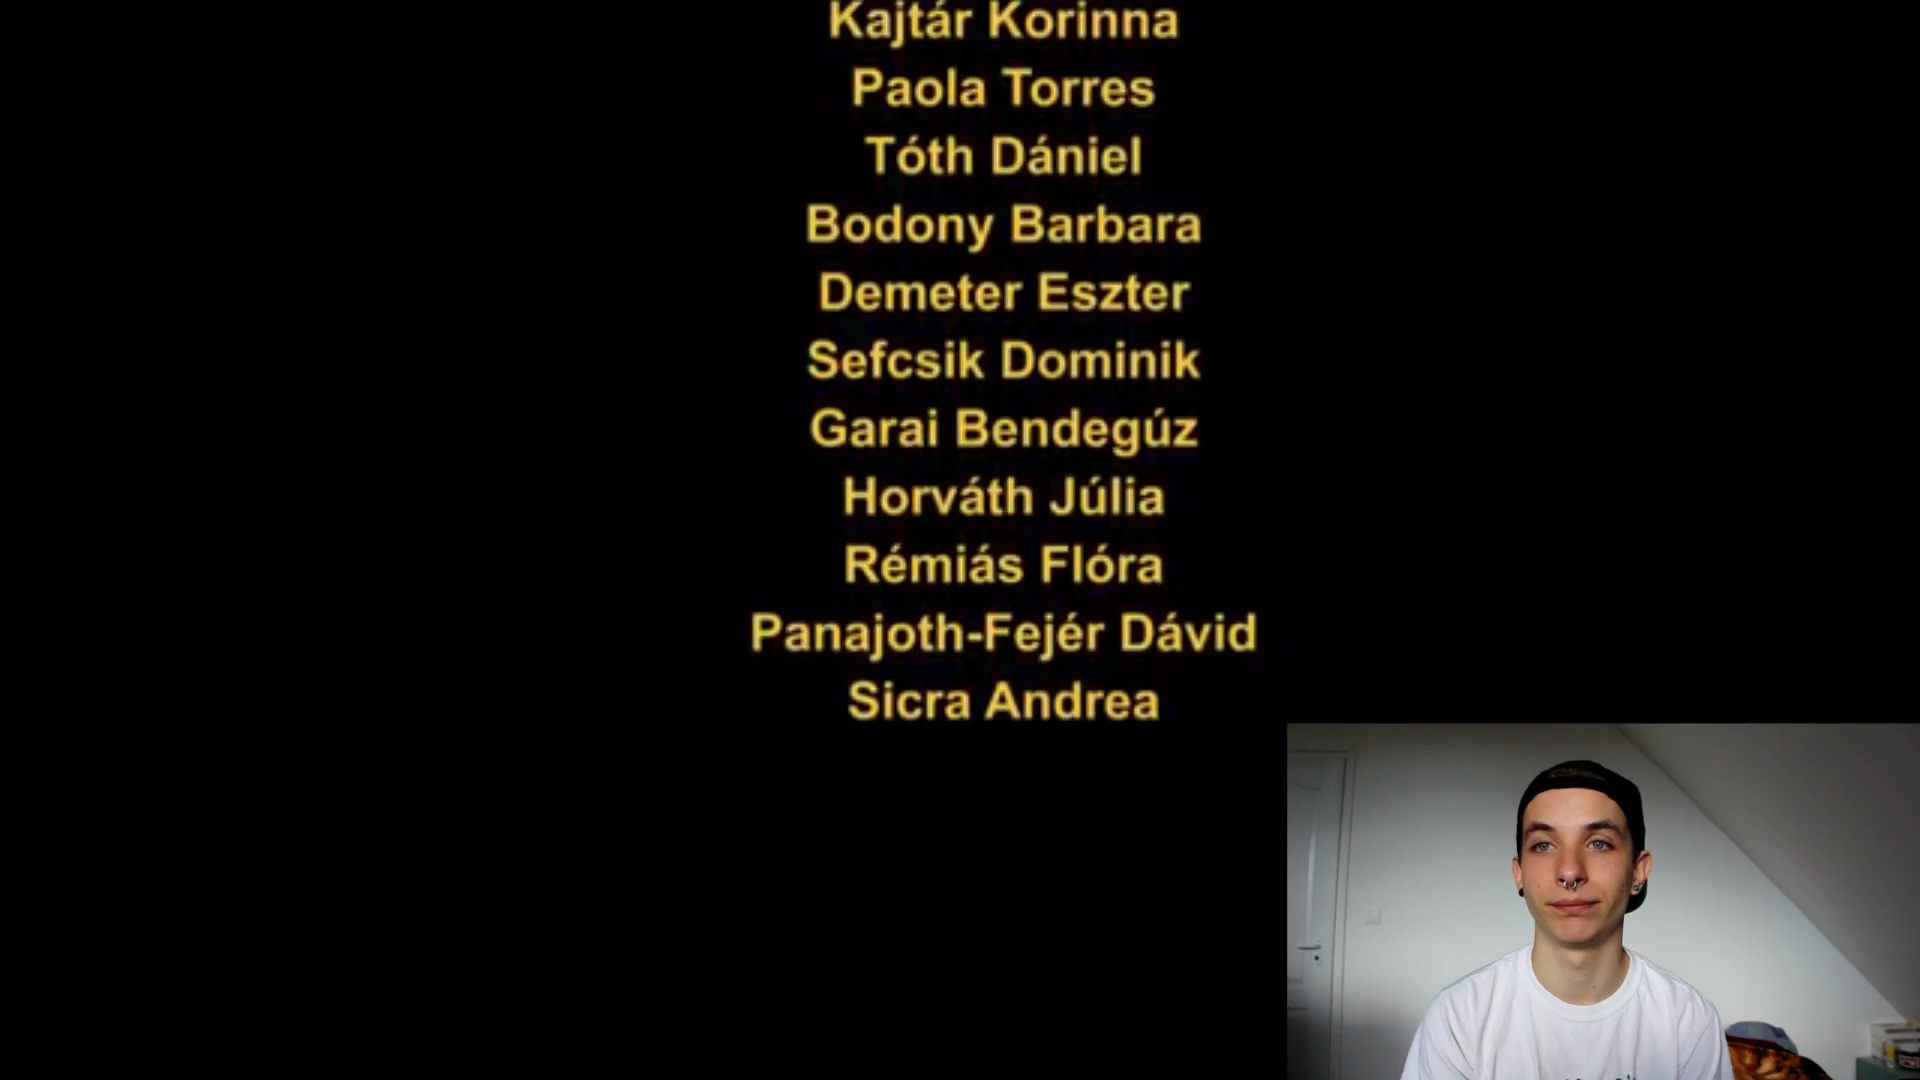 Kajtár Korinna
Paola Torres
Tóth Dániel
Bodony Barbara
Demeter Eszter
Sefcsik Dominik
Garai Bendegúz
Horváth Júlia
Rémiás Flóra
Panajoth-Fejér Dávid
Sicra Andrea